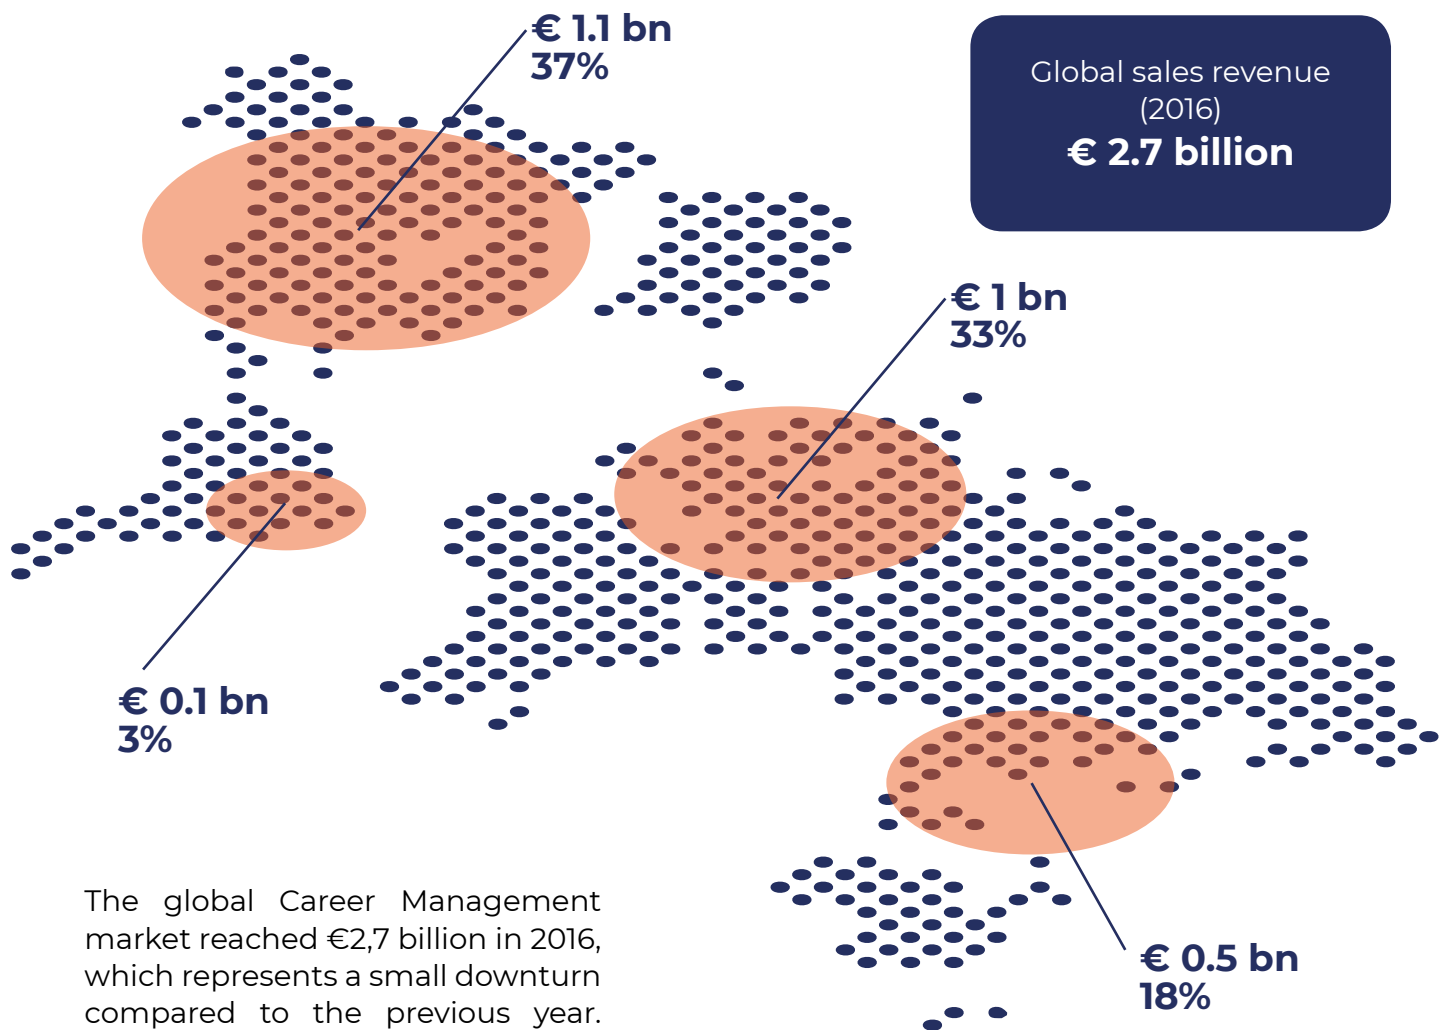 € 1.1 bn
37%
Global sales revenue
(2016)
€ 2.7 billion
€ 1 bn
33%
€ 0.1 bn
3%
The global Career Management
market reached €2,7 billion in 2016,
which represents a small downturn
compared to the previous year.
€ 0.5 bn
18%